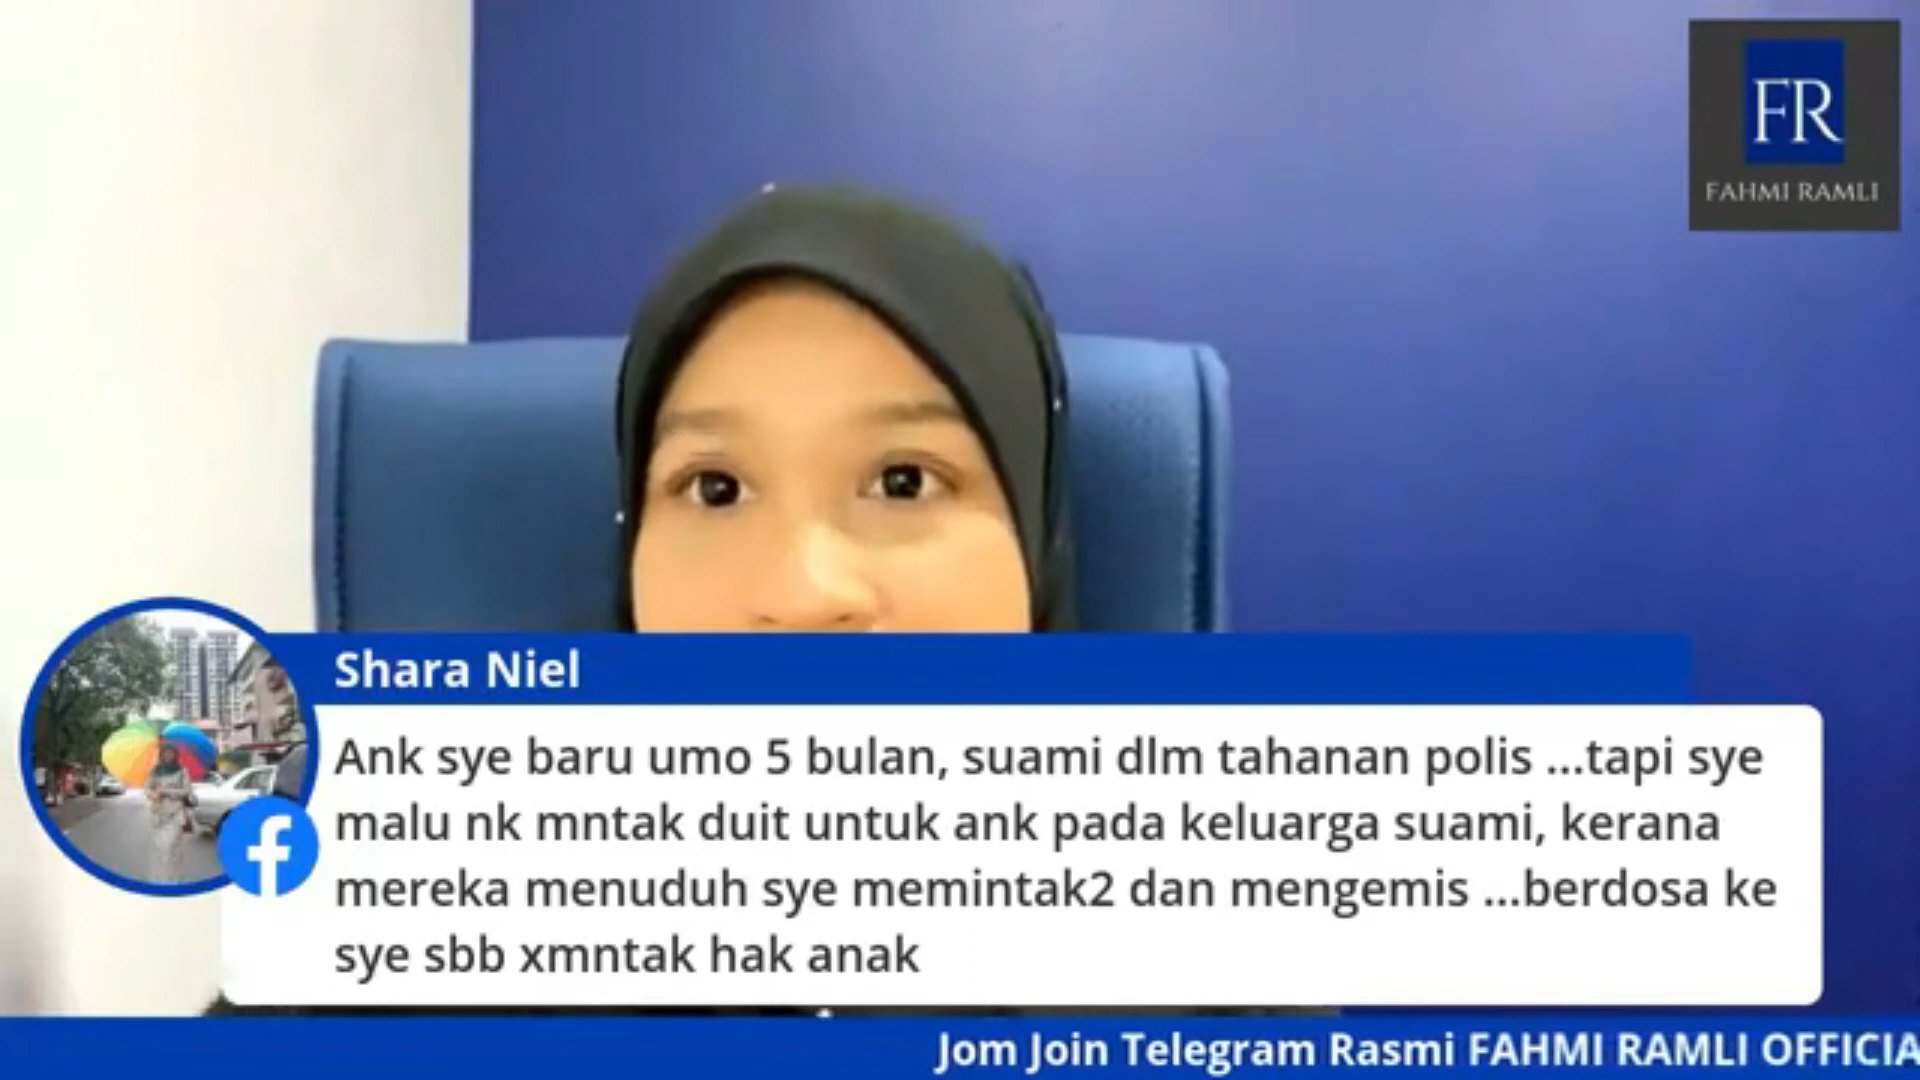 FR
FAHMI RAMLI
Shara Niel
Ank sye baru umo 5 bulan, suami dlm tahanan polis ...tapi sye
malu nk mntak duit untuk ank pada keluarga suami, kerana
mereka menuduh sye memintak2 dan mengemis ...berdosa ke
sye sbb xmntak hak anak
Jom Join Telegram Rasmi FAHMI RAMLI OFFICIA